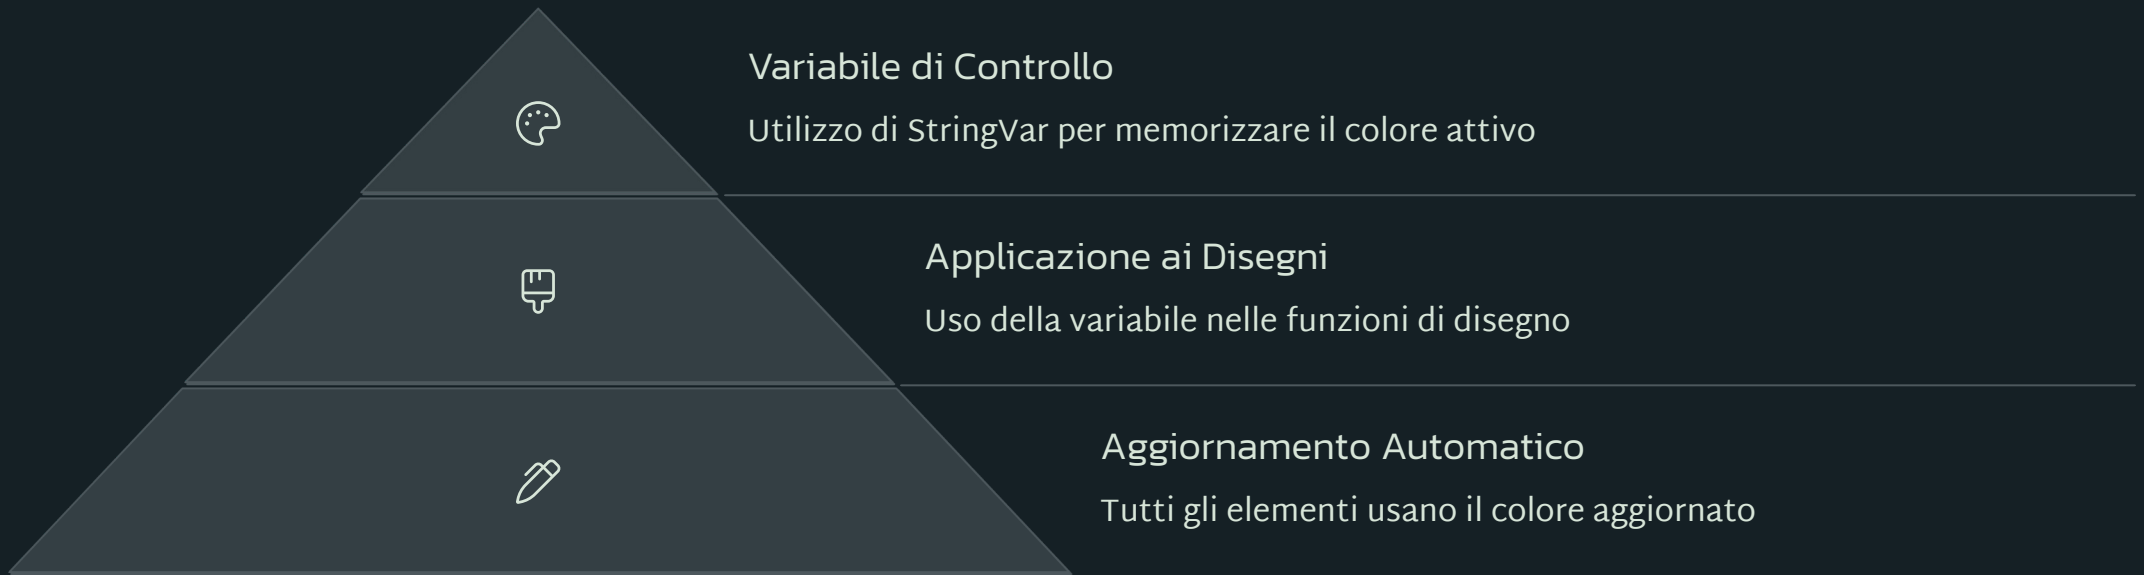 Variabile di Controllo
Utilizzo di StringVar per memorizzare il colore attivo
Applicazione ai Disegni
Uso della variabile nelle funzioni di disegno
Aggiornamento Automatico
Tutti gli elementi usano il colore aggiornato